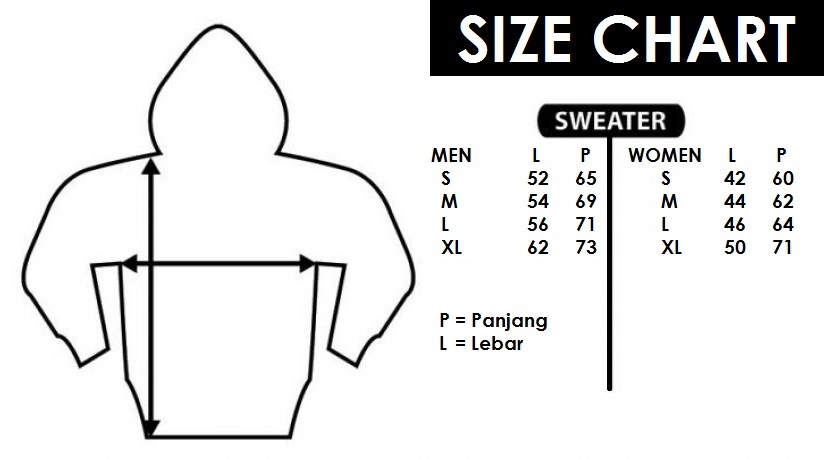 SIZE CHART
SWEATER
MEN L P WOMEN L P
S 52 65 S 42 60
M 54 69 M 44 62
L 56 71 L 46 64
XL 62 73 XL 50 71
P = Panjang
L = Lebar